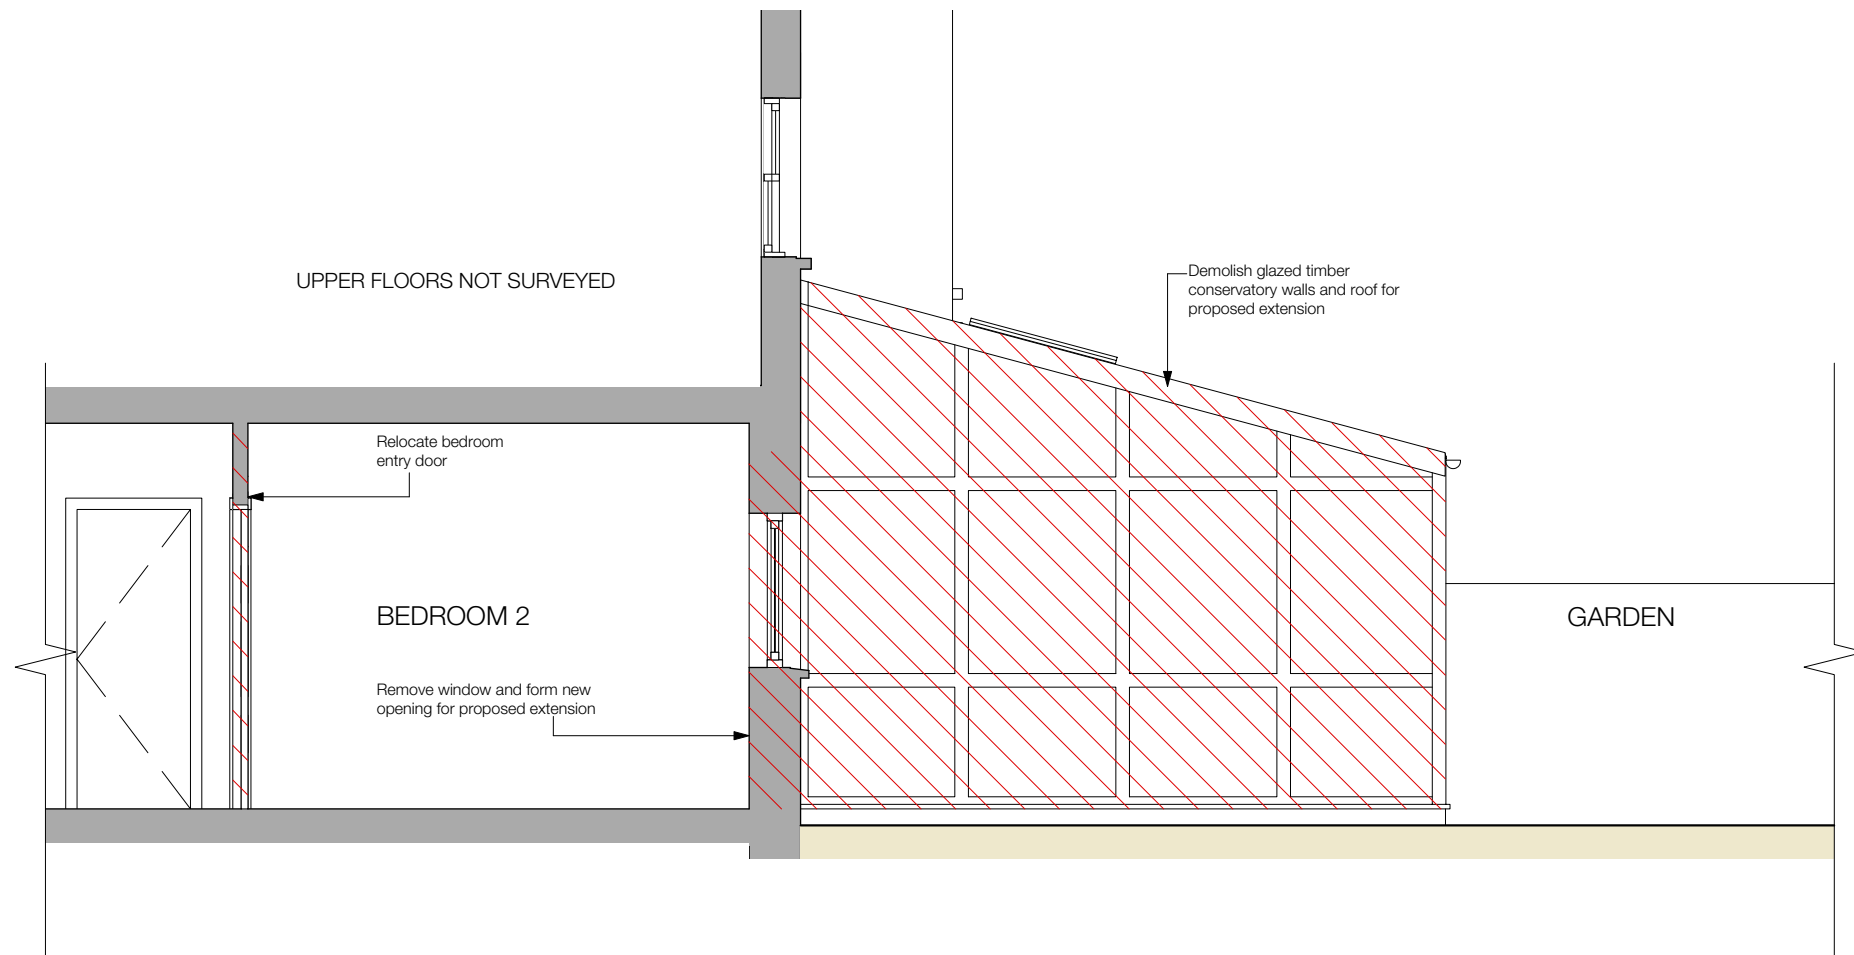 UPPER FLOORS NOT SURVEYED
Demolish glazed timber
conservatory walls and roof for
proposed extension
Relocate bedroom
entry door
BEDROOM 2
GARDEN
Remove window and form new
opening for proposed extension